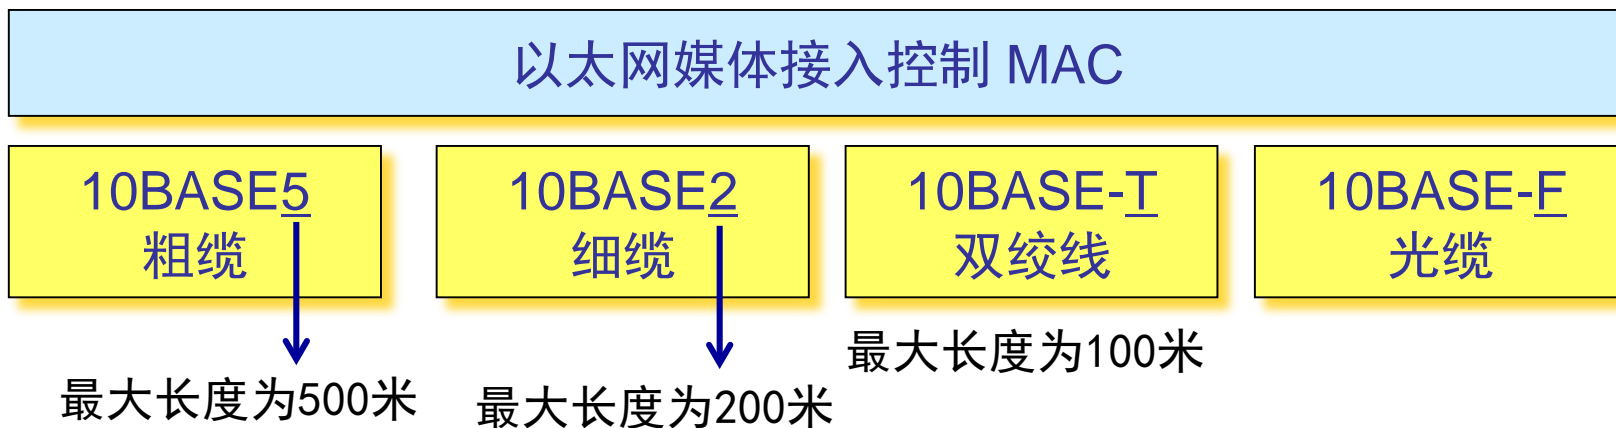 以太网媒体接入控制 MAC
10BASE5
粗缆
10BASE2
细缆
10BASE-T
双绞线
10BASE-F
光缆
最大长度为500米
最大长度为200米
最大长度为100米